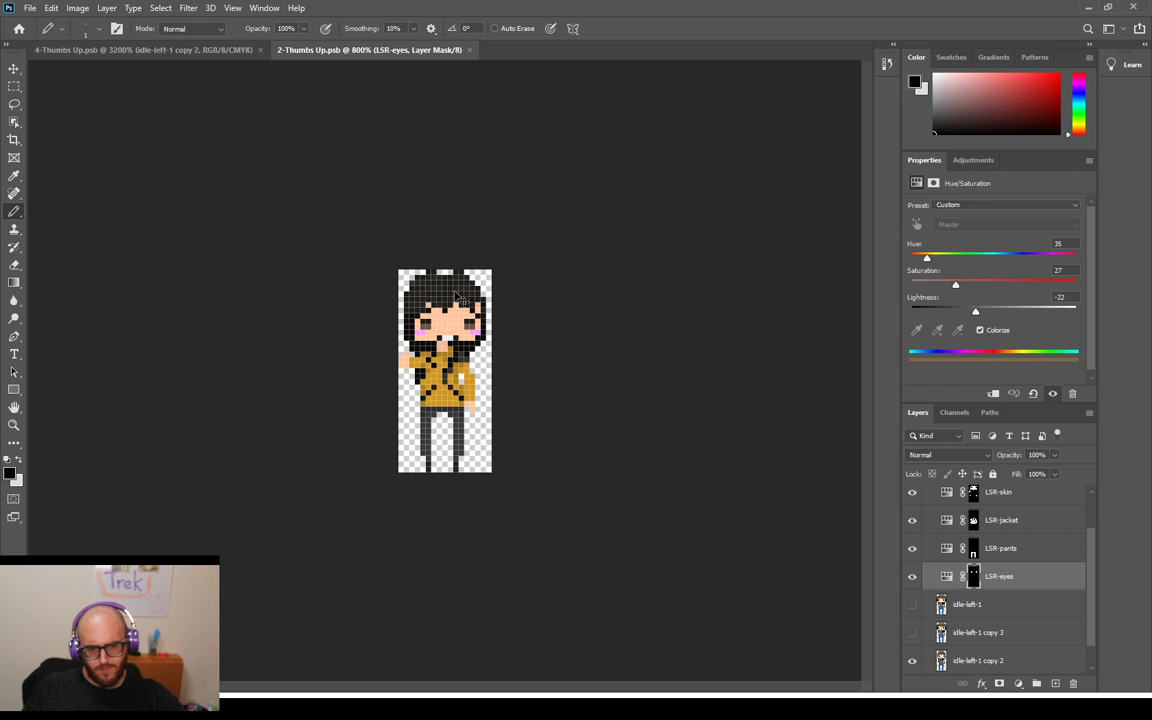 Ps File Edit Image Layer Type Select Filter 3D View Window Help
1 Mode: Normal Opacity: 100% Smoothing: 10% 0° Auto Erase
4-Thumbs Up.psb @ 3200% (idle-left-1 copy 2, RGB/8/CMYK) × 2-Thumbs Up.psb @ 800% (LSR-eyes, Layer Mask/8) ×
Color Swatches Gradients Patterns
Learn
Properties Adjustments
Hue/Saturation
Preset: Custom
Master
Hue: 35
Saturation: 27
Lightness: -22
Colorize
Layers Channels Paths
Kind
Normal Opacity: 100%
Lock: Fill: 100%
LSR-skin
LSR-jacket
LSR-pants
LSR-eyes
idle-left-1
idle-left-1 copy 3
idle-left-1 copy 2
Trek